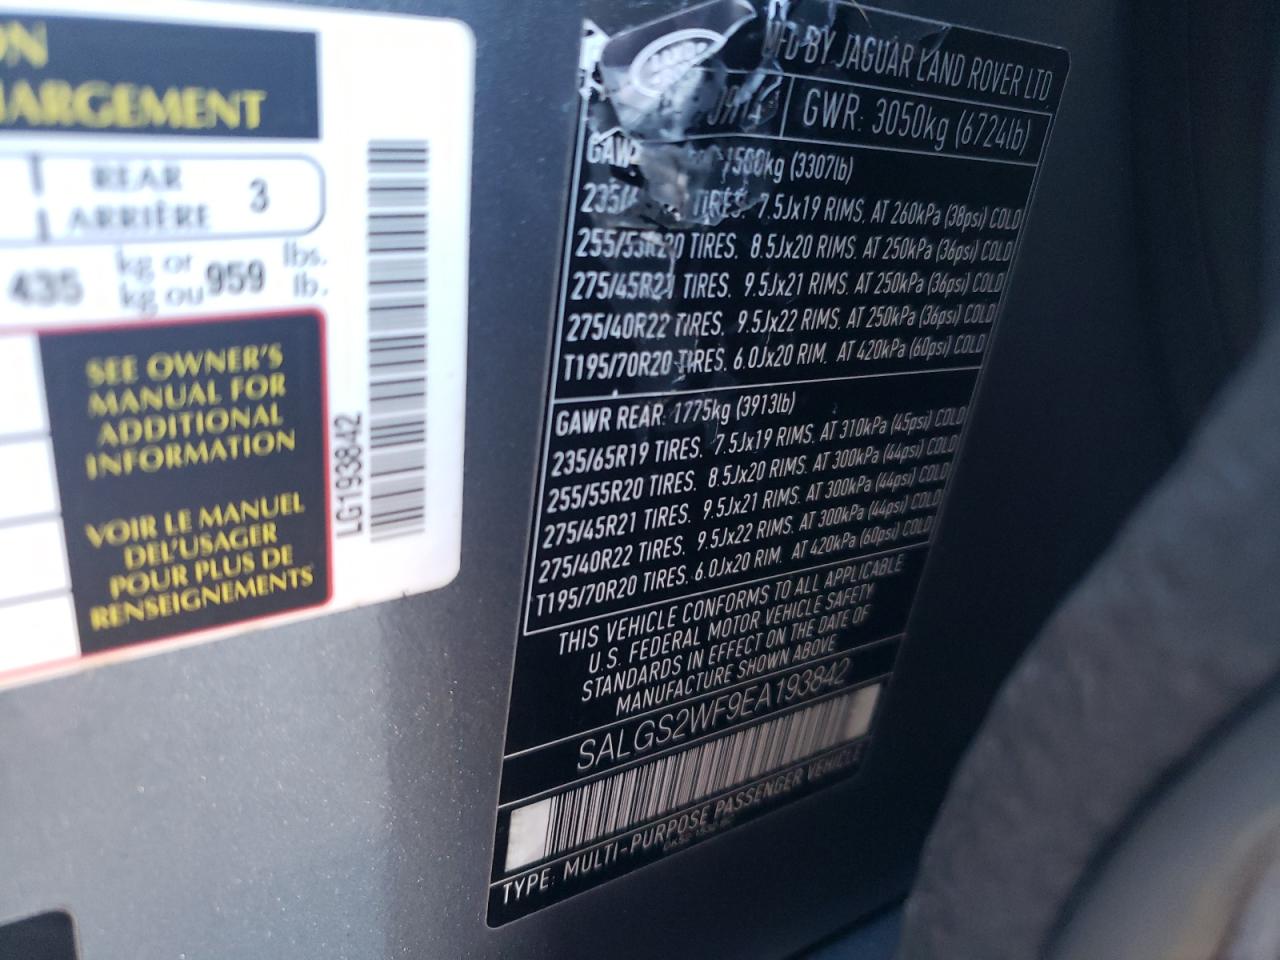 ON
HARGEMENT
REAR 3
ARRIÈRE
435 kg or 959 lbs.
kg ou lb.
SEE OWNER'S
MANUAL FOR
ADDITIONAL
INFORMATION
VOIR LE MANUEL
DE L'USAGER
POUR PLUS DE
RENSEIGNEMENTS
LG193842
MFD BY JAGUAR LAND ROVER LTD
GWR: 3050kg (6724lb)
1500kg (3307lb)
TIRES. 7.5Jx19 RIMS. AT 260kPa (38psi) COLD
255/55R20 TIRES. 8.5Jx20 RIMS. AT 250kPa (36psi) COLD
275/45R21 TIRES. 9.5Jx21 RIMS. AT 250kPa (36psi) COLD
275/40R22 TIRES. 9.5Jx22 RIMS. AT 250kPa (36psi) COLD
T195/70R20 TIRES. 6.0Jx20 RIM. AT 420kPa (60psi) COLD
GAWR REAR: 1775kg (3913lb)
235/65R19 TIRES. 7.5Jx19 RIMS. AT 310kPa (45psi) COLD
255/55R20 TIRES. 8.5Jx20 RIMS. AT 300kPa (44psi) COLD
275/45R21 TIRES. 9.5Jx21 RIMS. AT 300kPa (44psi) COLD
275/40R22 TIRES. 9.5Jx22 RIMS. AT 300kPa (44psi) COLD
T195/70R20 TIRES. 6.0Jx20 RIM. AT 420kPa (60psi) COLD
THIS VEHICLE CONFORMS TO ALL APPLICABLE
U.S. FEDERAL MOTOR VEHICLE SAFETY
STANDARDS IN EFFECT ON THE DATE OF
MANUFACTURE SHOWN ABOVE
SALGS2WF9EA193842
TYPE: MULTI-PURPOSE PASSENGER VEHICLE